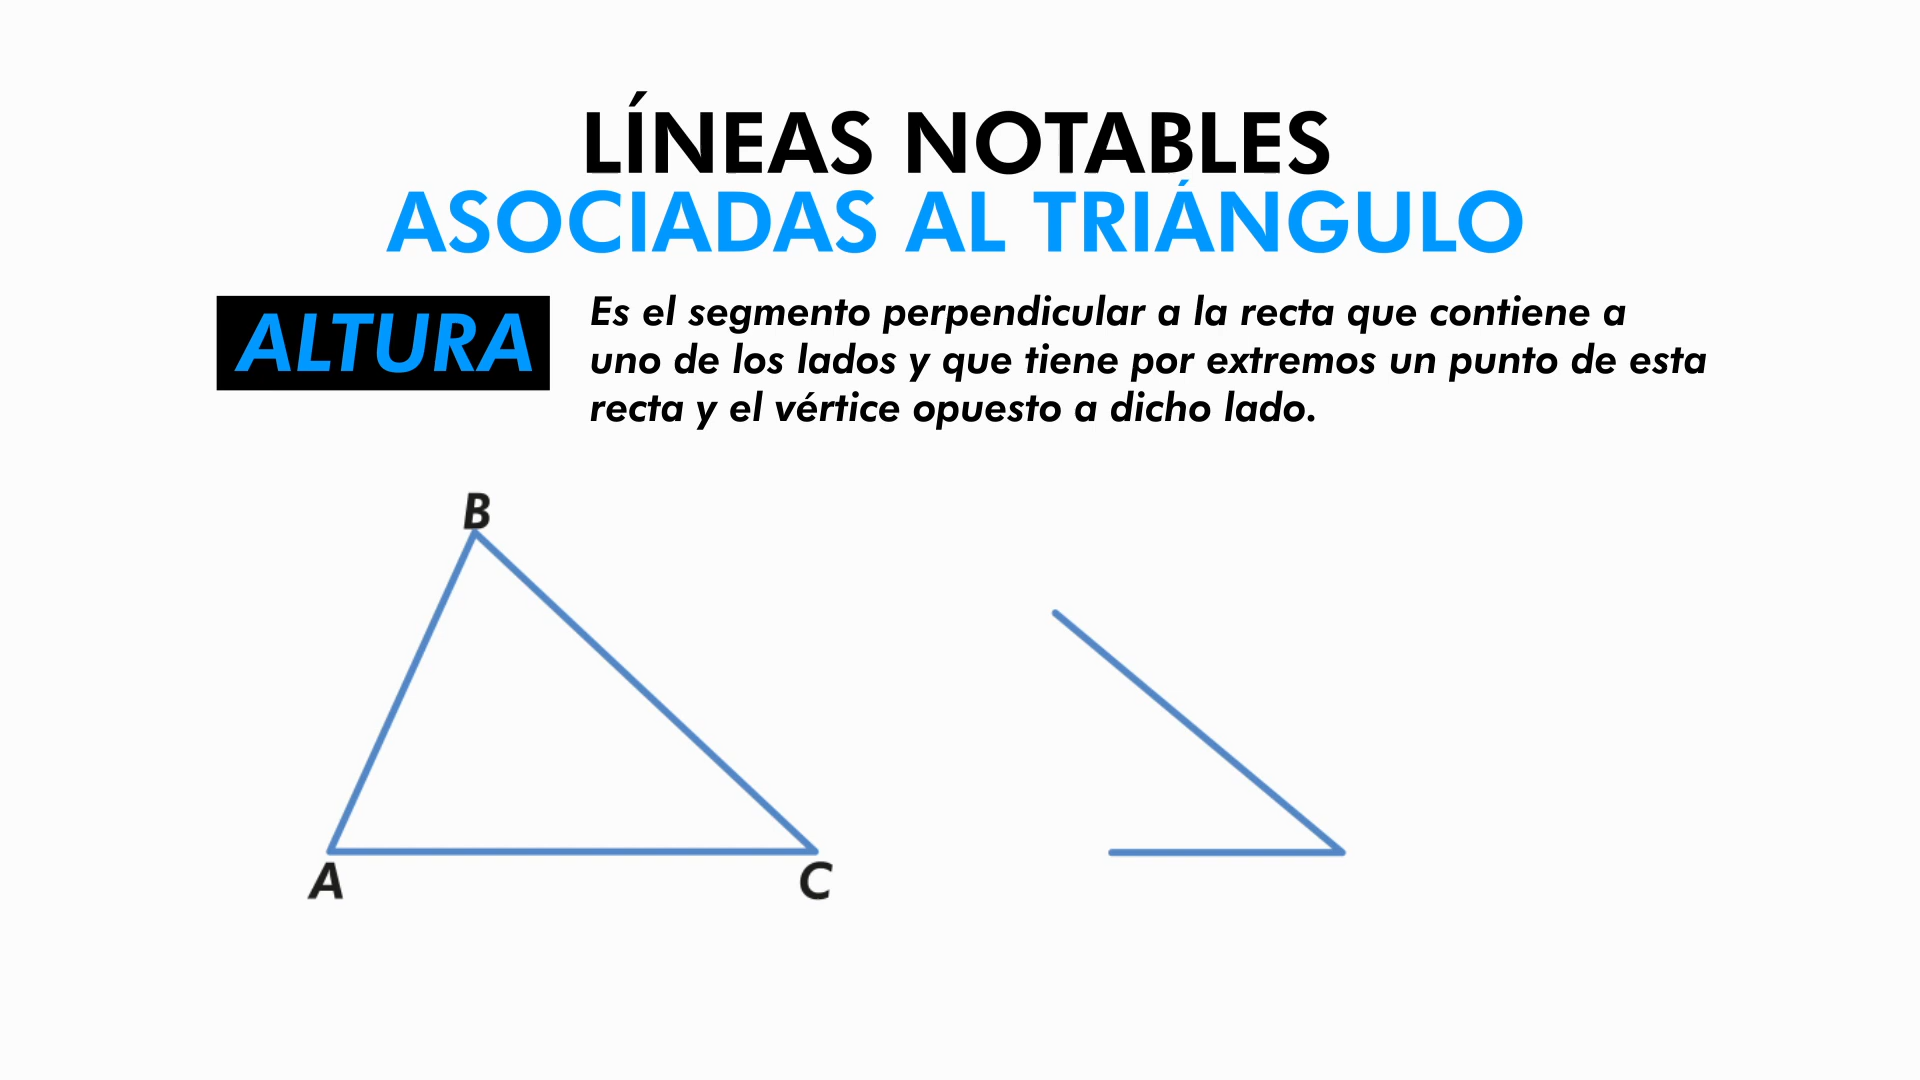 LÍNEAS NOTABLES
ASOCIADAS AL TRIÁNGULO
ALTURA
Es el segmento perpendicular a la recta que contiene a
uno de los lados y que tiene por extremos un punto de esta
recta y el vértice opuesto a dicho lado.
B
A
C